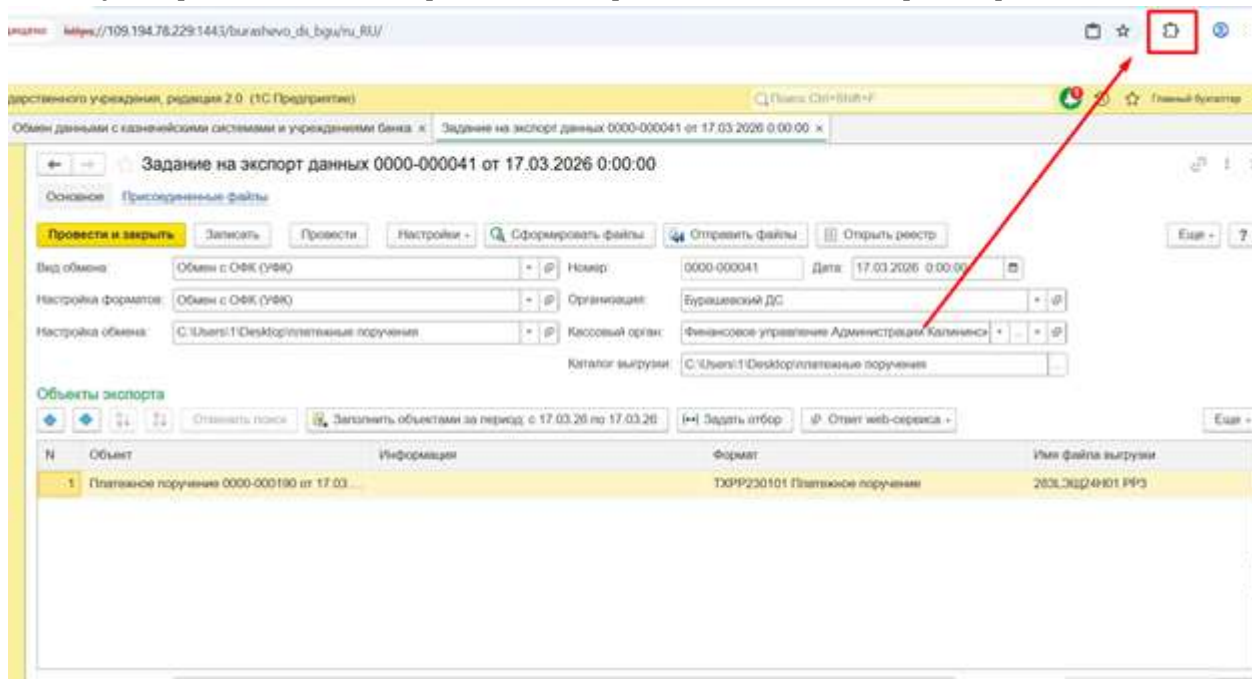 https://109.194.78.229:1443/burashevo_ds_bgu/ru_RU/
дарственного учреждения, редакция 2.0 (1С:Предприятие)
Поиск Ctrl+Shift+F
Главный бухгалтер
Обмен данными с казначейскими системами и учреждениями банка ×
Задание на экспорт данных 0000-000041 от 17.03.2026 0:00:00 ×
Задание на экспорт данных 0000-000041 от 17.03.2026 0:00:00
Основное Присоединенные файлы
Провести и закрыть Записать Провести Настройки Сформировать файлы Отправить файлы Открыть реестр Еще ?
Вид обмена: Обмен с ОФК (УФК) Номер: 0000-000041 Дата: 17.03.2026 0:00:00
Настройка форматов: Обмен с ОФК (УФК) Организация: Бурашевский ДС
Настройка обмена: C:\Users\1\Desktop\платежные поручения Кассовый орган: Финансовое управление Администрации Калининск
Каталог выгрузки: C:\Users\1\Desktop\платежные поручения
Объекты экспорта
Отменить поиск Заполнить объектами за период: с 17.03.26 по 17.03.26 Задать отбор Ответ web-сервиса Еще
N Объект Информация Формат Имя файла выгрузки
1 Платежное поручение 0000-000190 от 17.03.... TXPP230101 Платежное поручение